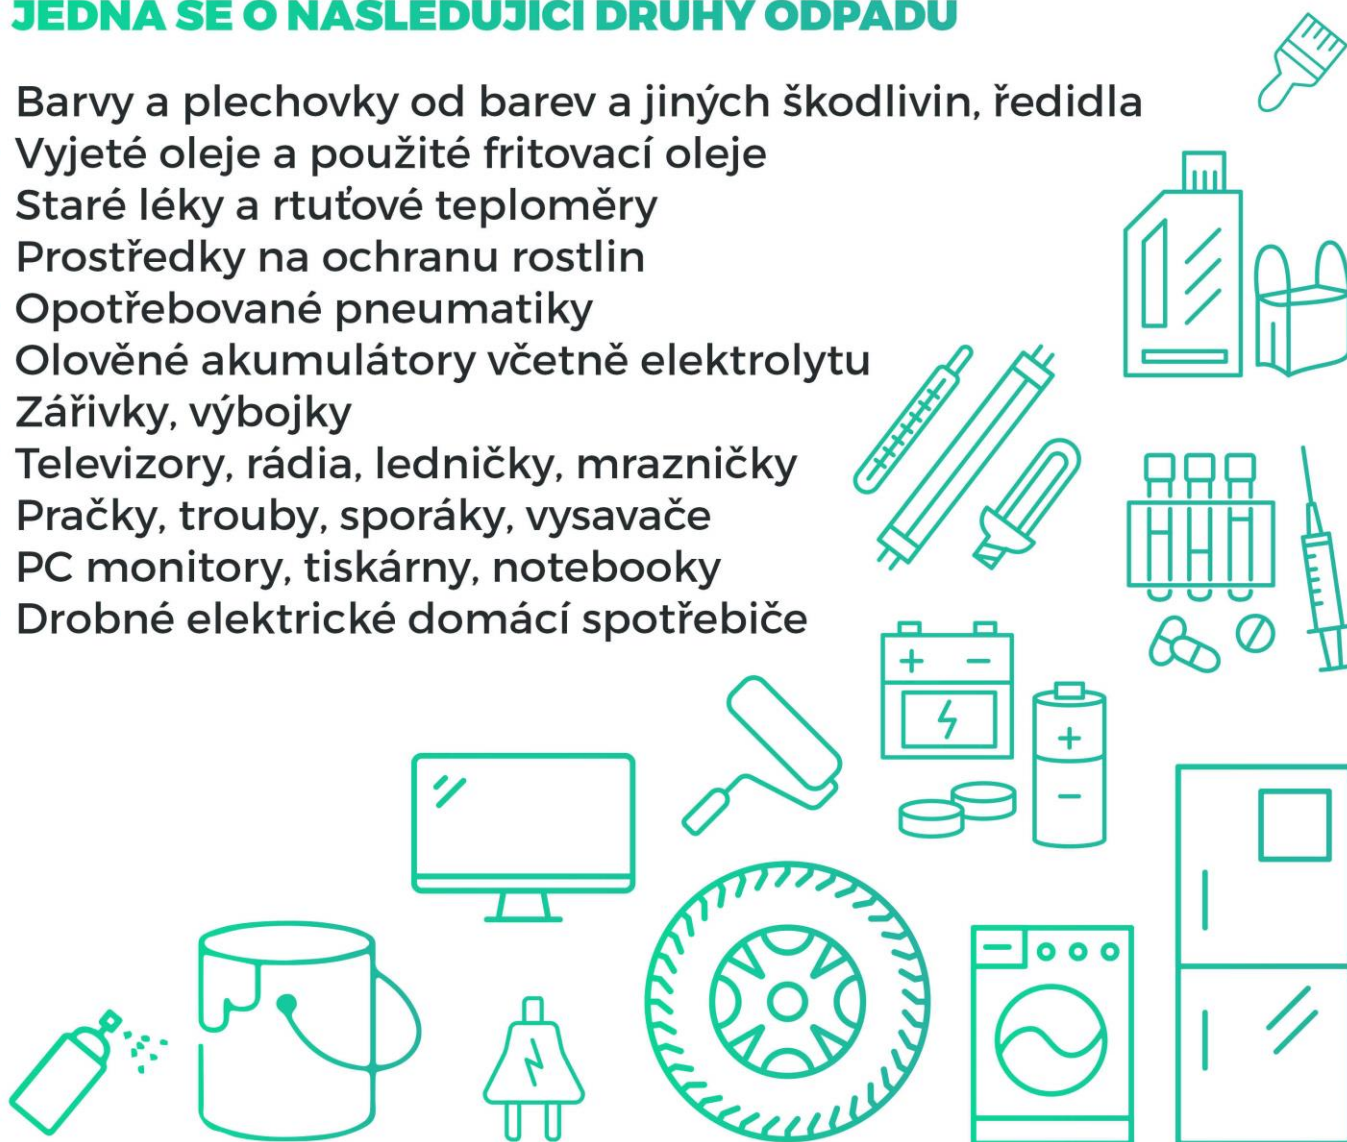 JEDNÁ SE O NÁSLEDUJÍCÍ DRUHY ODPADŮ
Barvy a plechovky od barev a jiných škodlivin, ředidla
Vyjeté oleje a použité fritovací oleje
Staré léky a rtuťové teploměry
Prostředky na ochranu rostlin
Opotřebované pneumatiky
Olověné akumulátory včetně elektrolytu
Zářivky, výbojky
Televizory, rádia, ledničky, mrazničky
Pračky, trouby, sporáky, vysavače
PC monitory, tiskárny, notebooky
Drobné elektrické domácí spotřebiče